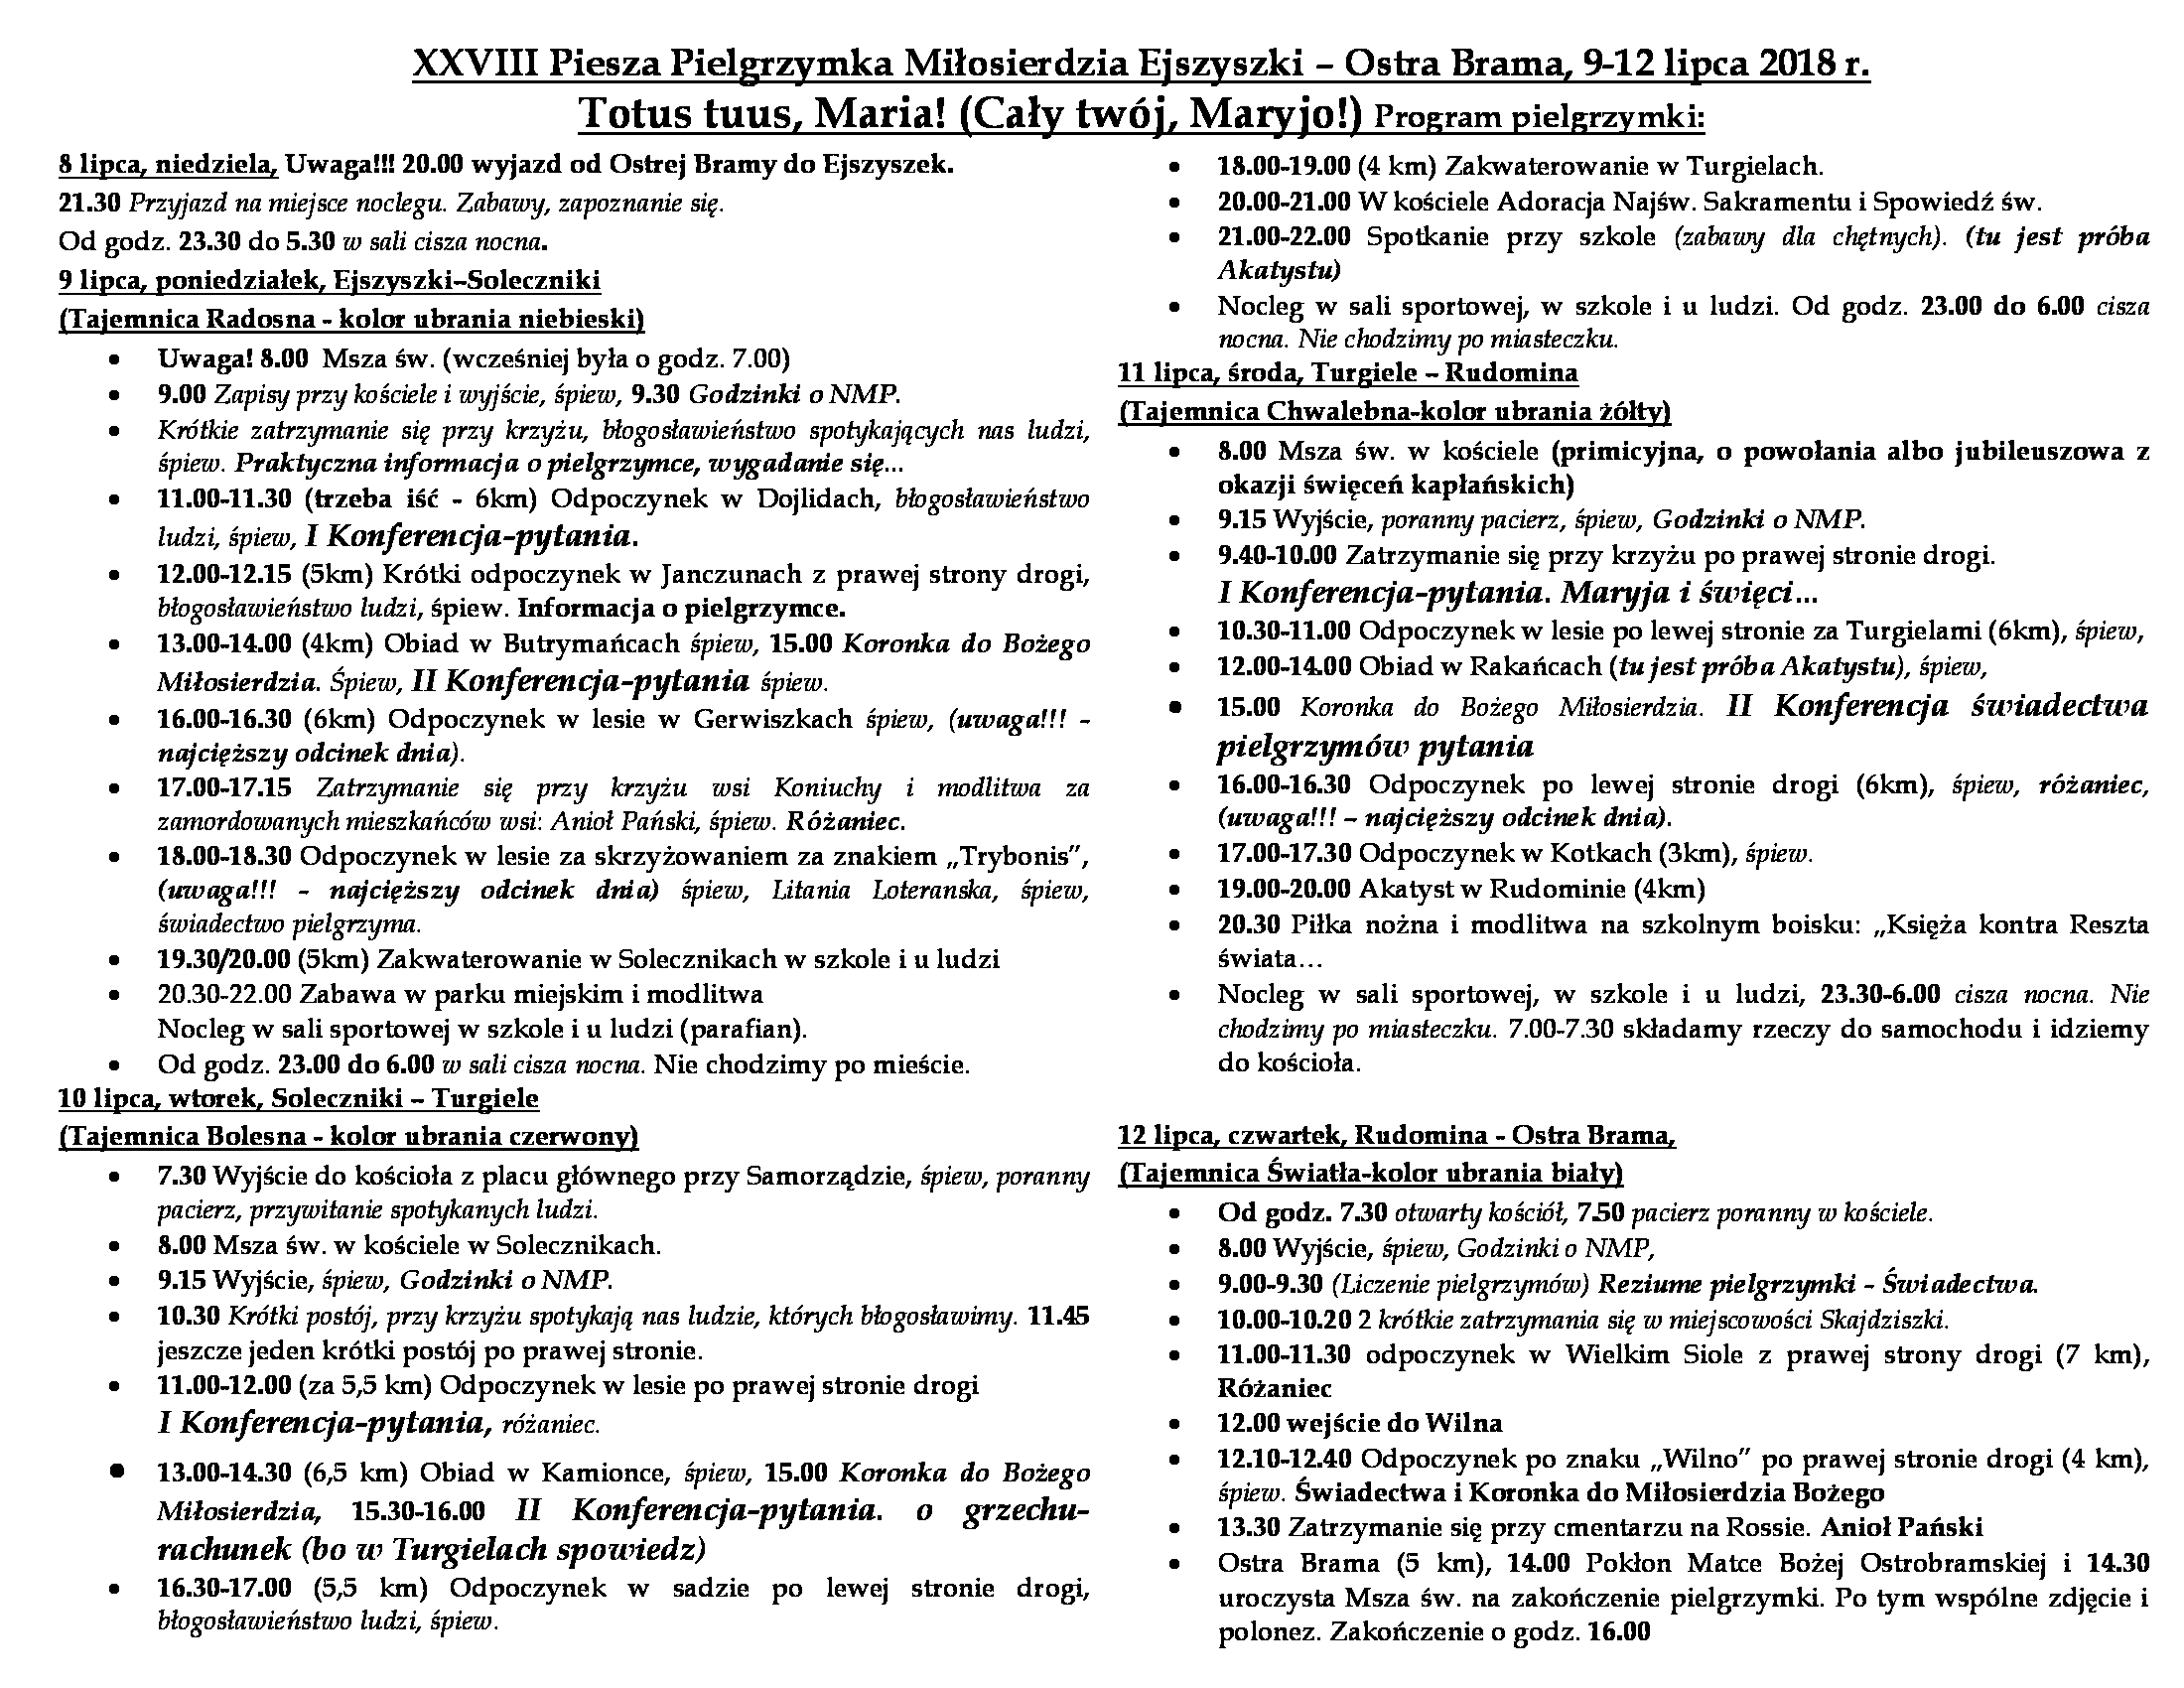 XXVIII Piesza Pielgrzymka Miłosierdzia Ejszyszki – Ostra Brama, 9-12 lipca 2018 r.
Totus tuus, Maria! (Cały twój, Maryjo!) Program pielgrzymki:
8 lipca, niedziela, Uwaga!!! 20.00 wyjazd od Ostrej Bramy do Ejszyszek.
21.30 Przyjazd na miejsce noclegu. Zabawy, zapoznanie się.
Od godz. 23.30 do 5.30 w sali cisza nocna.
9 lipca, poniedziałek, Ejszyszki–Soleczniki
(Tajemnica Radosna - kolor ubrania niebieski)
• Uwaga! 8.00 Msza św. (wcześniej była o godz. 7.00)
• 9.00 Zapisy przy kościele i wyjście, śpiew, 9.30 Godzinki o NMP.
• Krótkie zatrzymanie się przy krzyżu, błogosławieństwo spotykających nas ludzi,
śpiew. Praktyczna informacja o pielgrzymce, wygadanie się...
• 11.00-11.30 (trzeba iść - 6km) Odpoczynek w Dojlidach, błogosławieństwo
ludzi, śpiew, I Konferencja-pytania.
• 12.00-12.15 (5km) Krótki odpoczynek w Janczunach z prawej strony drogi,
błogosławieństwo ludzi, śpiew. Informacja o pielgrzymce.
• 13.00-14.00 (4km) Obiad w Butrymańcach śpiew, 15.00 Koronka do Bożego
Miłosierdzia. Śpiew, II Konferencja-pytania śpiew.
• 16.00-16.30 (6km) Odpoczynek w lesie w Gerwiszkach śpiew, (uwaga!!! -
najcięższy odcinek dnia).
• 17.00-17.15 Zatrzymanie się przy krzyżu wsi Koniuchy i modlitwa za
zamordowanych mieszkańców wsi: Anioł Pański, śpiew. Różaniec.
• 18.00-18.30 Odpoczynek w lesie za skrzyżowaniem za znakiem „Trybonis”,
(uwaga!!! - najcięższy odcinek dnia) śpiew, Litania Loteranska, śpiew,
świadectwo pielgrzyma.
• 19.30/20.00 (5km) Zakwaterowanie w Solecznikach w szkole i u ludzi
• 20.30-22.00 Zabawa w parku miejskim i modlitwa
Nocleg w sali sportowej w szkole i u ludzi (parafian).
• Od godz. 23.00 do 6.00 w sali cisza nocna. Nie chodzimy po mieście.
10 lipca, wtorek, Soleczniki – Turgiele
(Tajemnica Bolesna - kolor ubrania czerwony)
• 7.30 Wyjście do kościoła z placu głównego przy Samorządzie, śpiew, poranny
pacierz, przywitanie spotykanych ludzi.
• 8.00 Msza św. w kościele w Solecznikach.
• 9.15 Wyjście, śpiew, Godzinki o NMP.
• 10.30 Krótki postój, przy krzyżu spotykają nas ludzie, których błogosławimy. 11.45
jeszcze jeden krótki postój po prawej stronie.
• 11.00-12.00 (za 5,5 km) Odpoczynek w lesie po prawej stronie drogi
I Konferencja-pytania, różaniec.
• 13.00-14.30 (6,5 km) Obiad w Kamionce, śpiew, 15.00 Koronka do Bożego
Miłosierdzia, 15.30-16.00 II Konferencja-pytania. o grzechu-
rachunek (bo w Turgielach spowiedz)
• 16.30-17.00 (5,5 km) Odpoczynek w sadzie po lewej stronie drogi,
błogosławieństwo ludzi, śpiew.
• 18.00-19.00 (4 km) Zakwaterowanie w Turgielach.
• 20.00-21.00 W kościele Adoracja Najśw. Sakramentu i Spowiedź św.
• 21.00-22.00 Spotkanie przy szkole (zabawy dla chętnych). (tu jest próba
Akatystu)
• Nocleg w sali sportowej, w szkole i u ludzi. Od godz. 23.00 do 6.00 cisza
nocna. Nie chodzimy po miasteczku.
11 lipca, środa, Turgiele – Rudomina
(Tajemnica Chwalebna-kolor ubrania żółty)
• 8.00 Msza św. w kościele (primicyjna, o powołania albo jubileuszowa z
okazji święceń kapłańskich)
• 9.15 Wyjście, poranny pacierz, śpiew, Godzinki o NMP.
• 9.40-10.00 Zatrzymanie się przy krzyżu po prawej stronie drogi.
I Konferencja-pytania. Maryja i święci...
• 10.30-11.00 Odpoczynek w lesie po lewej stronie za Turgielami (6km), śpiew,
• 12.00-14.00 Obiad w Rakańcach (tu jest próba Akatystu), śpiew,
• 15.00 Koronka do Bożego Miłosierdzia. II Konferencja świadectwa
pielgrzymów pytania
• 16.00-16.30 Odpoczynek po lewej stronie drogi (6km), śpiew, różaniec,
(uwaga!!! – najcięższy odcinek dnia).
• 17.00-17.30 Odpoczynek w Kotkach (3km), śpiew.
• 19.00-20.00 Akatyst w Rudominie (4km)
• 20.30 Piłka nożna i modlitwa na szkolnym boisku: „Księża kontra Reszta
świata…
• Nocleg w sali sportowej, w szkole i u ludzi, 23.30-6.00 cisza nocna. Nie
chodzimy po miasteczku. 7.00-7.30 składamy rzeczy do samochodu i idziemy
do kościoła.
12 lipca, czwartek, Rudomina - Ostra Brama,
(Tajemnica Światła-kolor ubrania biały)
• Od godz. 7.30 otwarty kościół, 7.50 pacierz poranny w kościele.
• 8.00 Wyjście, śpiew, Godzinki o NMP,
• 9.00-9.30 (Liczenie pielgrzymów) Reziume pielgrzymki - Świadectwa.
• 10.00-10.20 2 krótkie zatrzymania się w miejscowości Skajdziszki.
• 11.00-11.30 odpoczynek w Wielkim Siole z prawej strony drogi (7 km),
Różaniec
• 12.00 wejście do Wilna
• 12.10-12.40 Odpoczynek po znaku „Wilno” po prawej stronie drogi (4 km),
śpiew. Świadectwa i Koronka do Miłosierdzia Bożego
• 13.30 Zatrzymanie się przy cmentarzu na Rossie. Anioł Pański
• Ostra Brama (5 km), 14.00 Pokłon Matce Bożej Ostrobramskiej i 14.30
uroczysta Msza św. na zakończenie pielgrzymki. Po tym wspólne zdjęcie i
polonez. Zakończenie o godz. 16.00